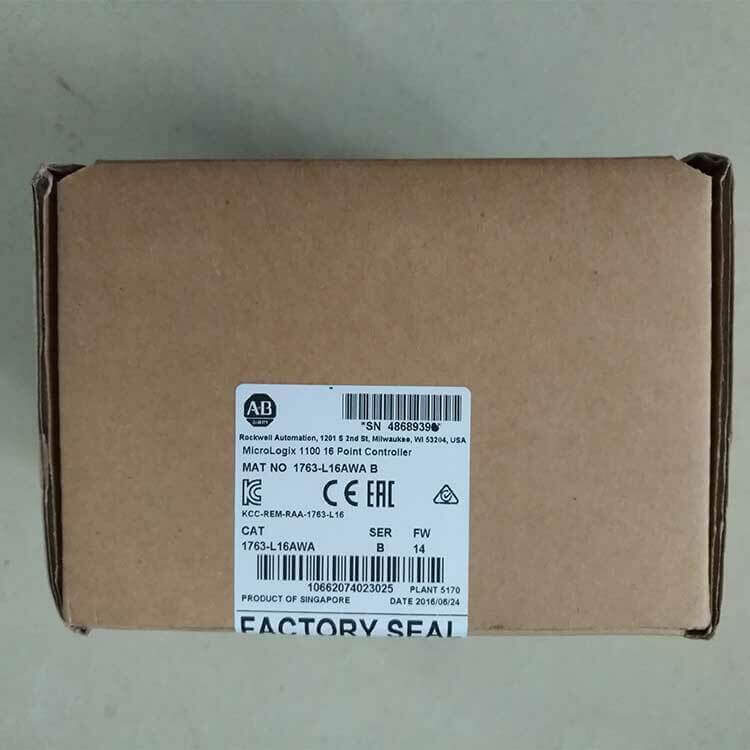 AB
QUALITY
*SN 4868939
Rockwell Automation, 1201 S 2nd St, Milwaukee, WI 53204, USA
MicroLogix 1100 16 Point Controller
MAT NO 1763-L16AWA B
CE EAC
KCC-REM-RAA-1763-L16
CAT SER FW
1763-L16AWA B 14
10662074023025 PLANT 5170
PRODUCT OF SINGAPORE DATE 2016/06/24
FACTORY SEAL